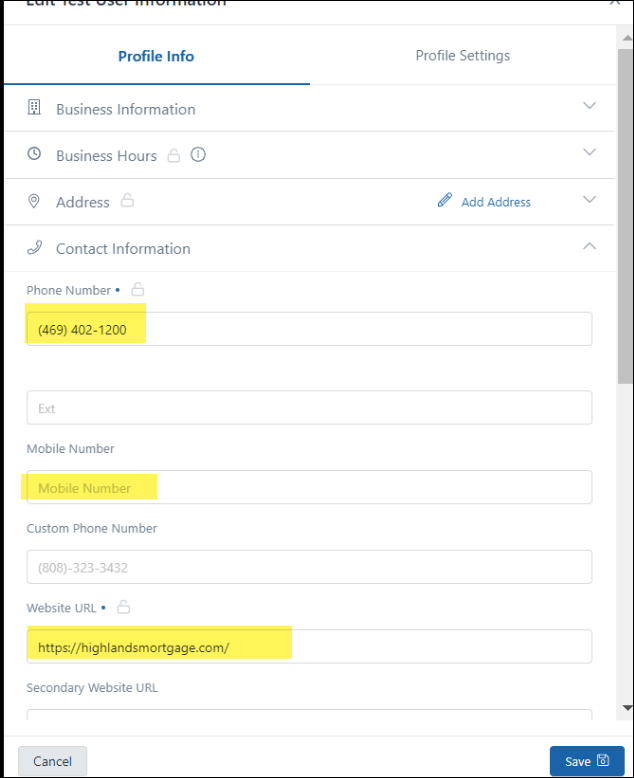 Edit Test User Information
Profile Info
Profile Settings
Business Information
Business Hours
Address
Add Address
Contact Information
Phone Number •
(469) 402-1200
Ext
Mobile Number
Mobile Number
Custom Phone Number
(808)-323-3432
Website URL •
https://highlandsmortgage.com/
Secondary Website URL
Cancel
Save